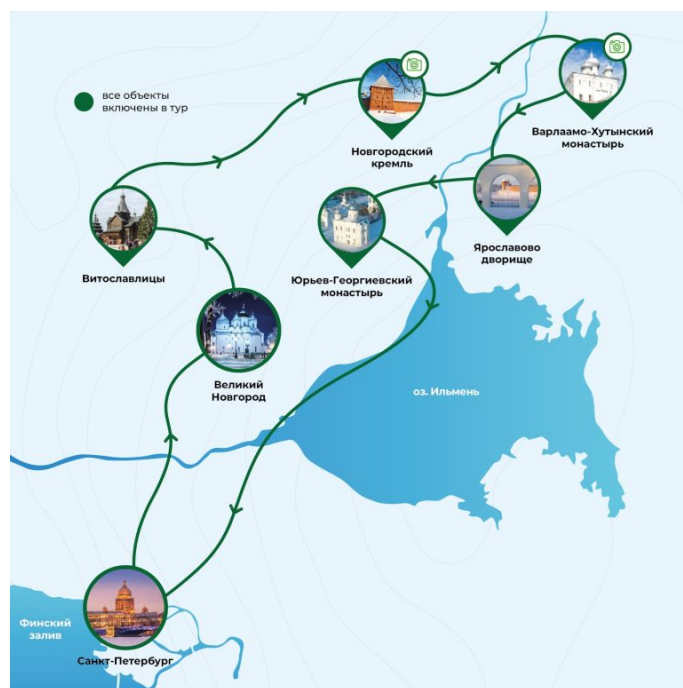 все объекты
включены в тур
Новгородский
кремль
Варлаамо-Хутынский
монастырь
Ярославово
дворище
Юрьев-Георгиевский
монастырь
Витославлицы
Великий
Новгород
оз. Ильмень
Финский
залив
Санкт-Петербург